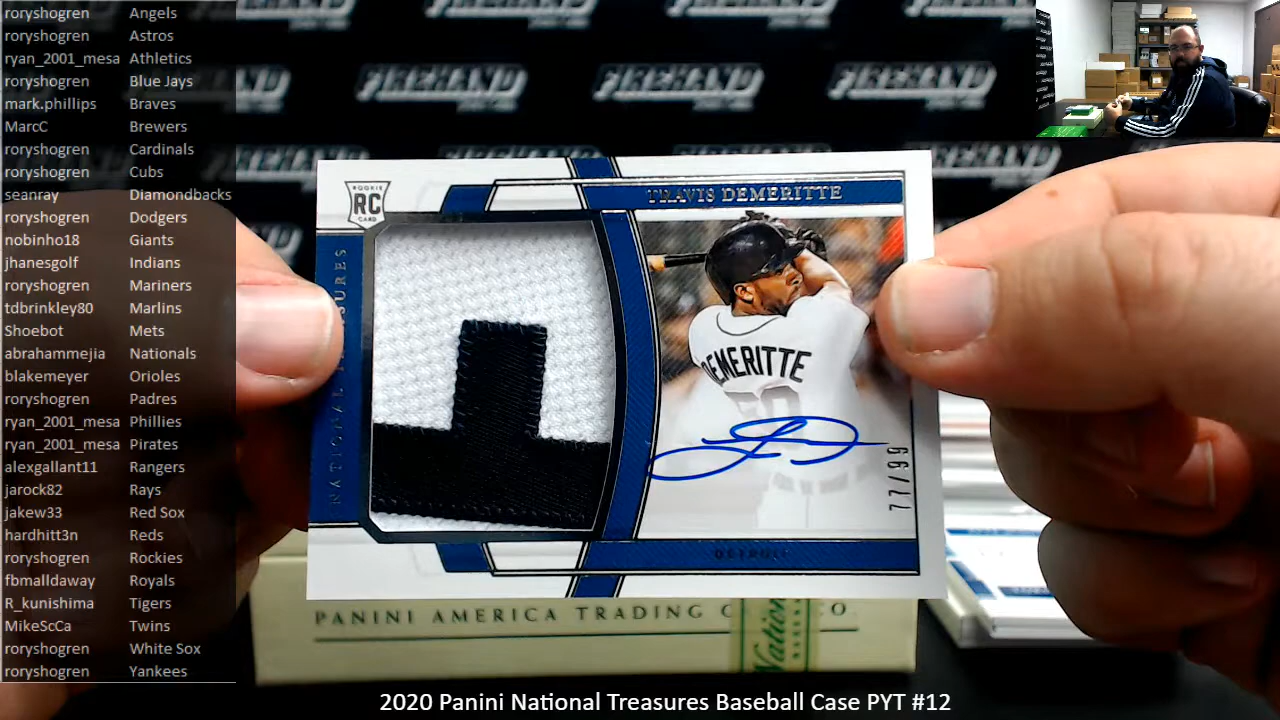 roryshogren Angels
roryshogren Astros
ryan_2001_mesa Athletics
roryshogren Blue Jays
mark.phillips Braves
MarcC Brewers
roryshogren Cardinals
roryshogren Cubs
seanray Diamondbacks
roryshogren Dodgers
nobinho18 Giants
jhanesgolf Indians
roryshogren Mariners
tdbrinkley80 Marlins
Shoebot Mets
abrahammejia Nationals
blakemeyer Orioles
roryshogren Padres
ryan_2001_mesa Phillies
ryan_2001_mesa Pirates
alexgallant11 Rangers
jarock82 Rays
jakew33 Red Sox
hardhitt3n Reds
roryshogren Rockies
fbmalldaway Royals
R_kunishima Tigers
MikeScCa Twins
roryshogren White Sox
roryshogren Yankees
FIREHAND FIREHAND FIREHAND
ROOKIE
RC
CARD
TRAVIS DEMERITTE
NATIONAL
DEMERITTE
77/99
DETROIT
PANINI AMERICA TRADING
2020 Panini National Treasures Baseball Case PYT #12